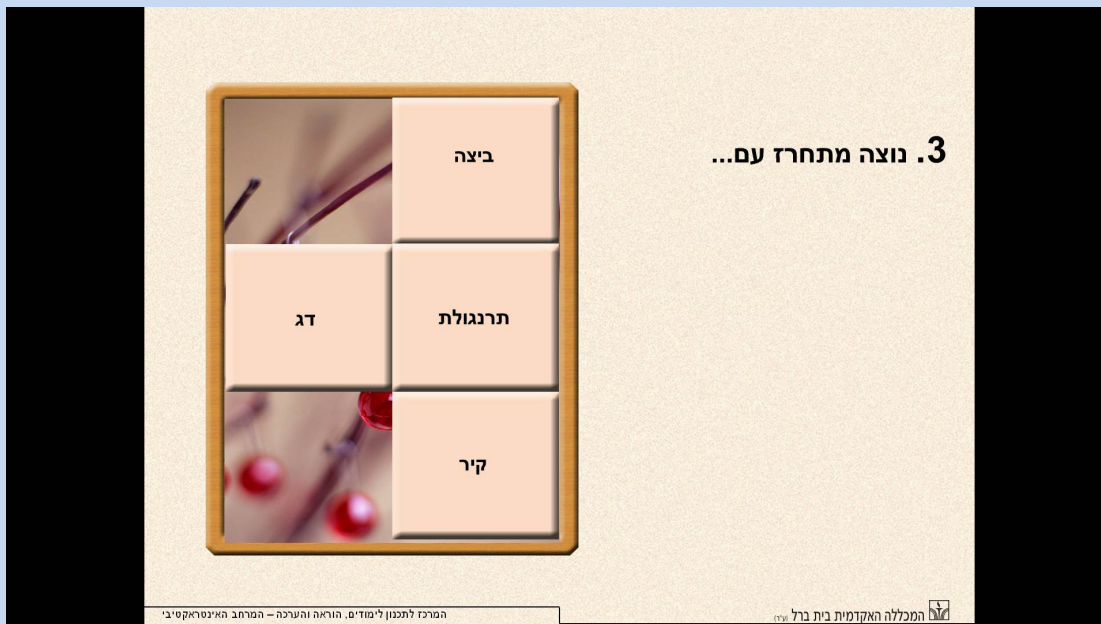 3. נוצה מתחרז עם...
ביצה
תרנגולת
דג
קיר
המכללה האקדמית בית ברל (ע"ר)
המרכז לתכנון לימודים, הוראה והערכה – המרחב האינטראקטיבי